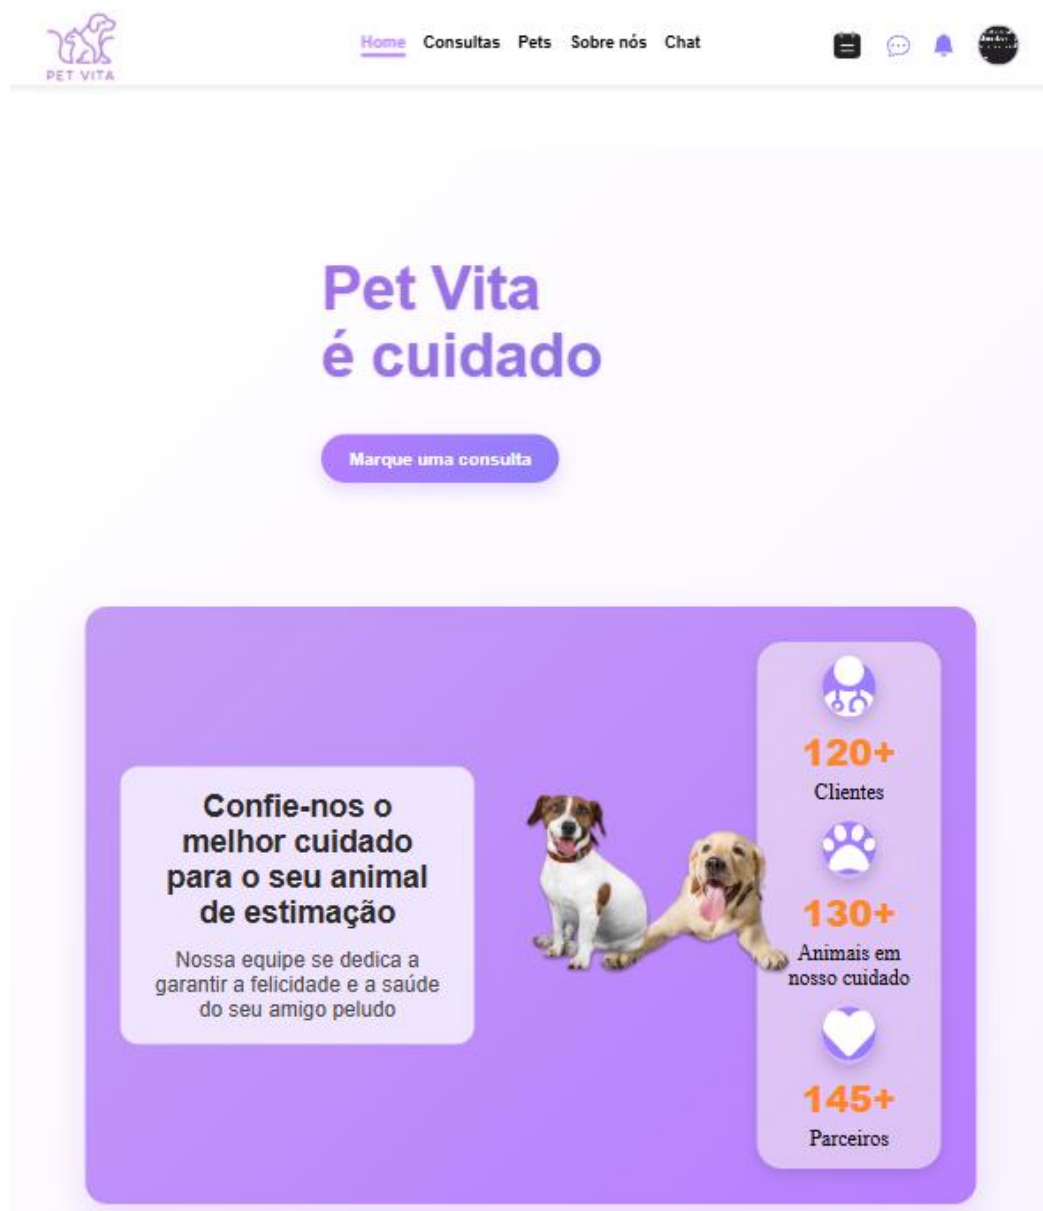 PET VITA
Home Consultas Pets Sobre nós Chat
Pet Vita
é cuidado
Marque uma consulta
Confie-nos o
melhor cuidado
para o seu animal
de estimação
Nossa equipe se dedica a
garantir a felicidade e a saúde
do seu amigo peludo
120+
Clientes
130+
Animais em
nosso cuidado
145+
Parceiros